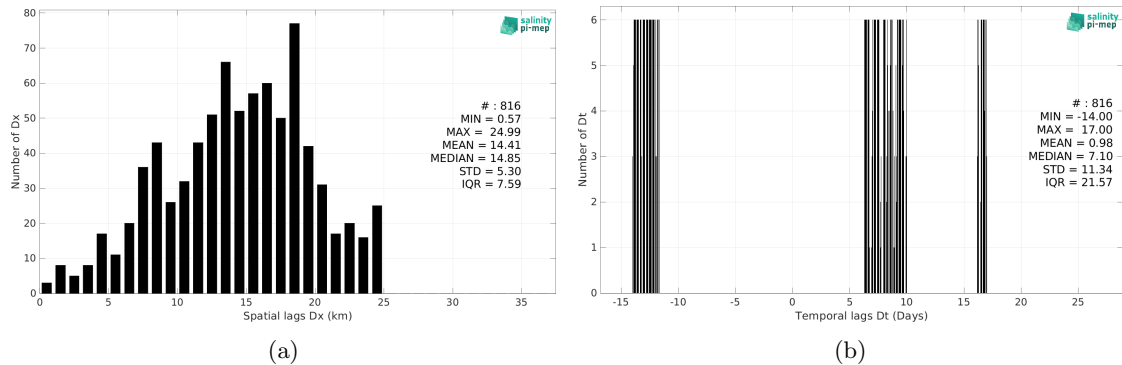 80
70
60
50
40
30
20
10
0
Number of Dx
0 5 10 15 20 25 30 35
Spatial lags Dx (km)
salinity
pi-mep
# : 816
MIN = 0.57
MAX = 24.99
MEAN = 14.41
MEDIAN = 14.85
STD = 5.30
IQR = 7.59
(a)
6
5
4
3
2
1
0
Number of Dt
-15 -10 -5 0 5 10 15 20 25
Temporal lags Dt (Days)
salinity
pi-mep
# : 816
MIN = -14.00
MAX = 17.00
MEAN = 0.98
MEDIAN = 7.10
STD = 11.34
IQR = 21.57
(b)